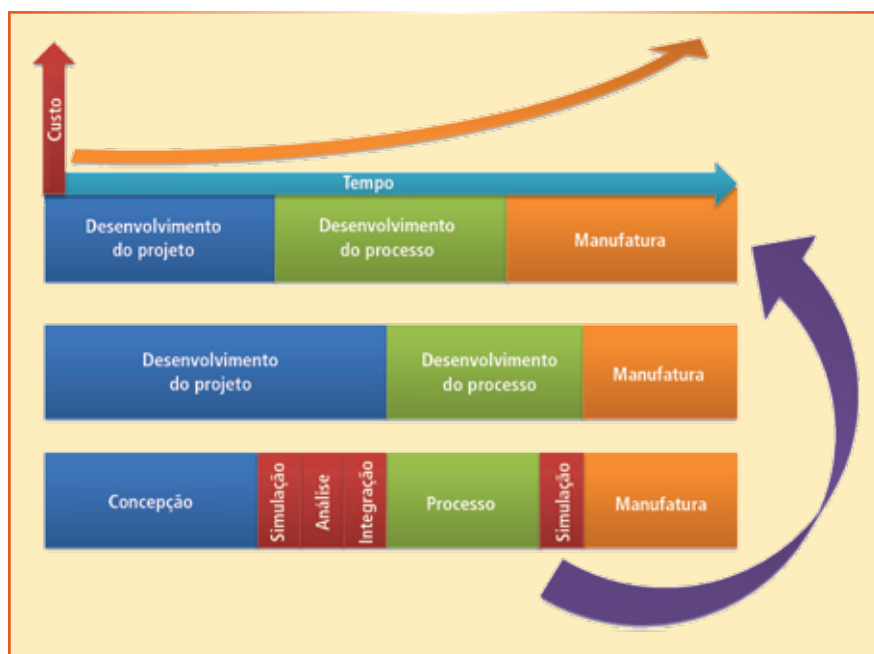 Custo
Tempo
Desenvolvimento
do projeto
Desenvolvimento
do processo
Manufatura
Desenvolvimento
do projeto
Desenvolvimento
do processo
Manufatura
Concepção
Simulação
Análise
Integração
Processo
Simulação
Manufatura